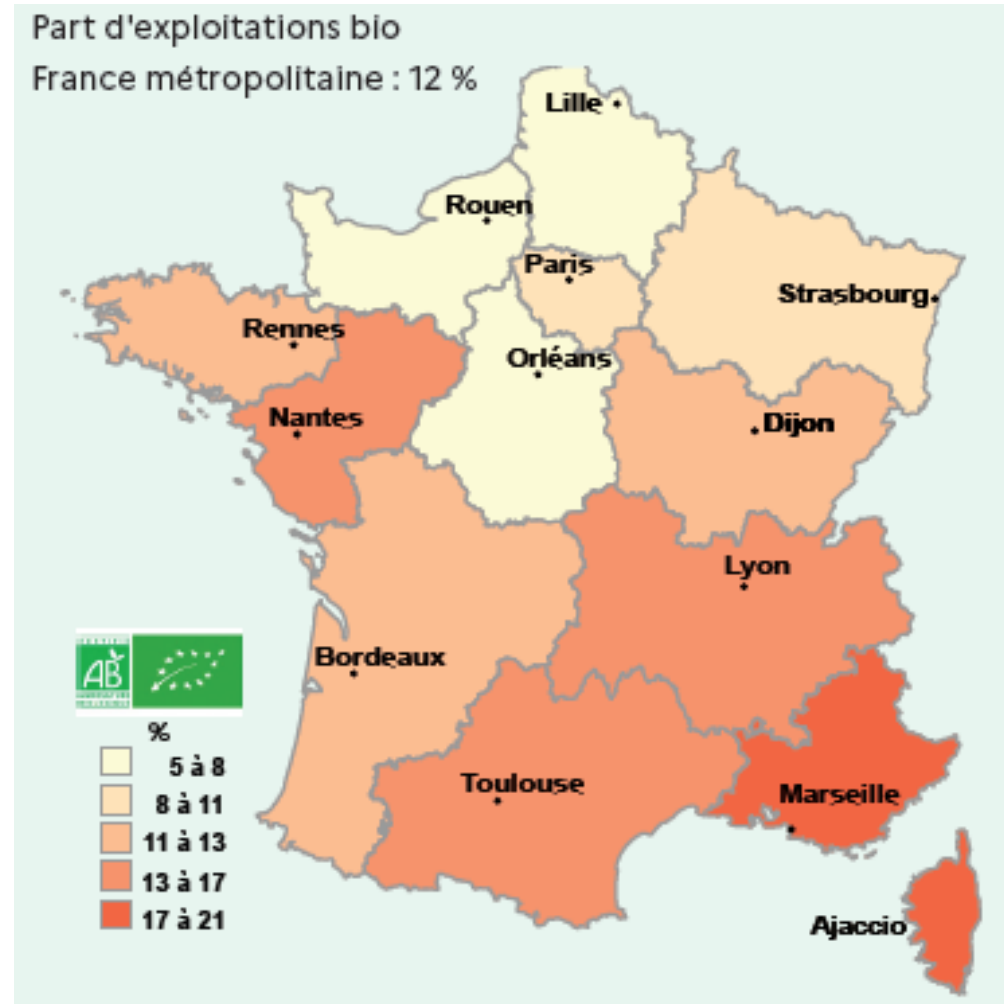 Part d'exploitations bio
France métropolitaine : 12 %
Lille
Rouen
Paris
Strasbourg
Rennes
Orléans
Nantes
Dijon
Lyon
Bordeaux
AB
%
5 à 8
8 à 11
11 à 13
13 à 17
17 à 21
Toulouse
Marseille
Ajaccio